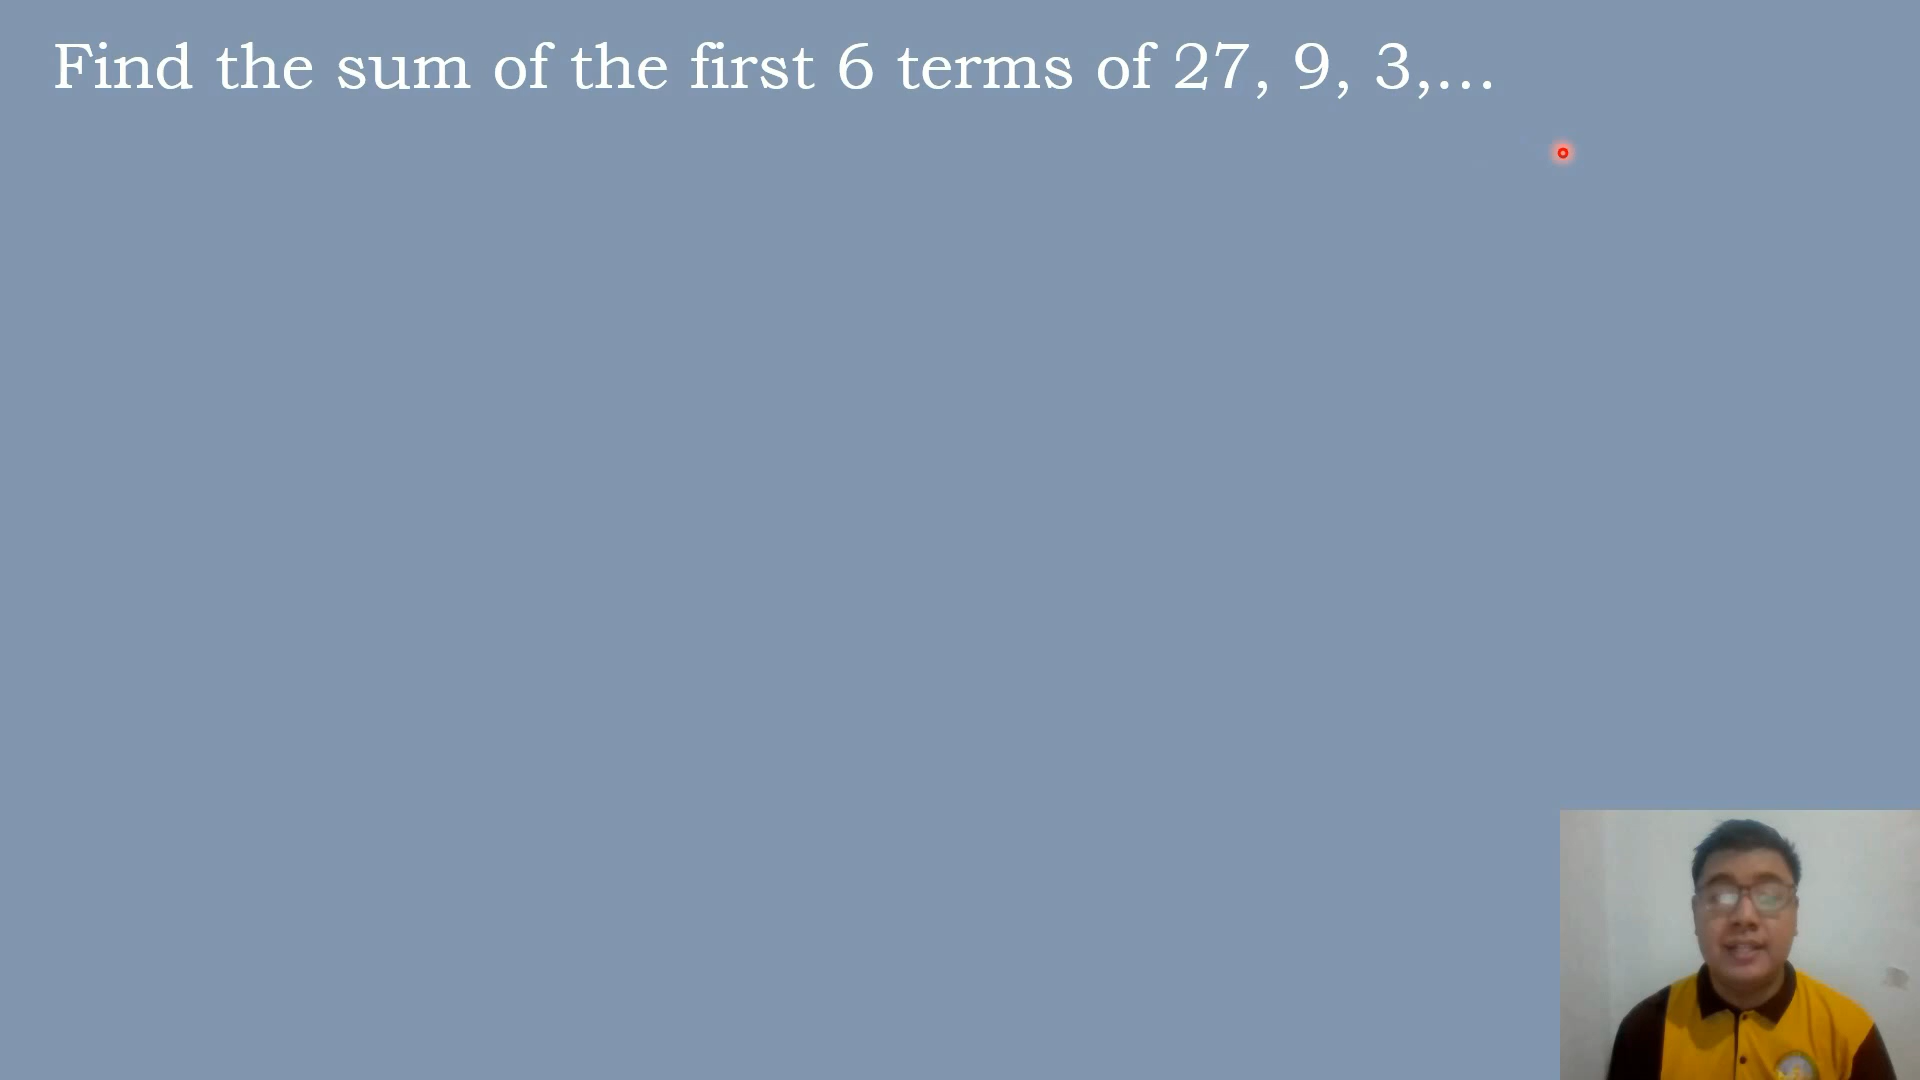 Find the sum of the first 6 terms of 27, 9, 3,...